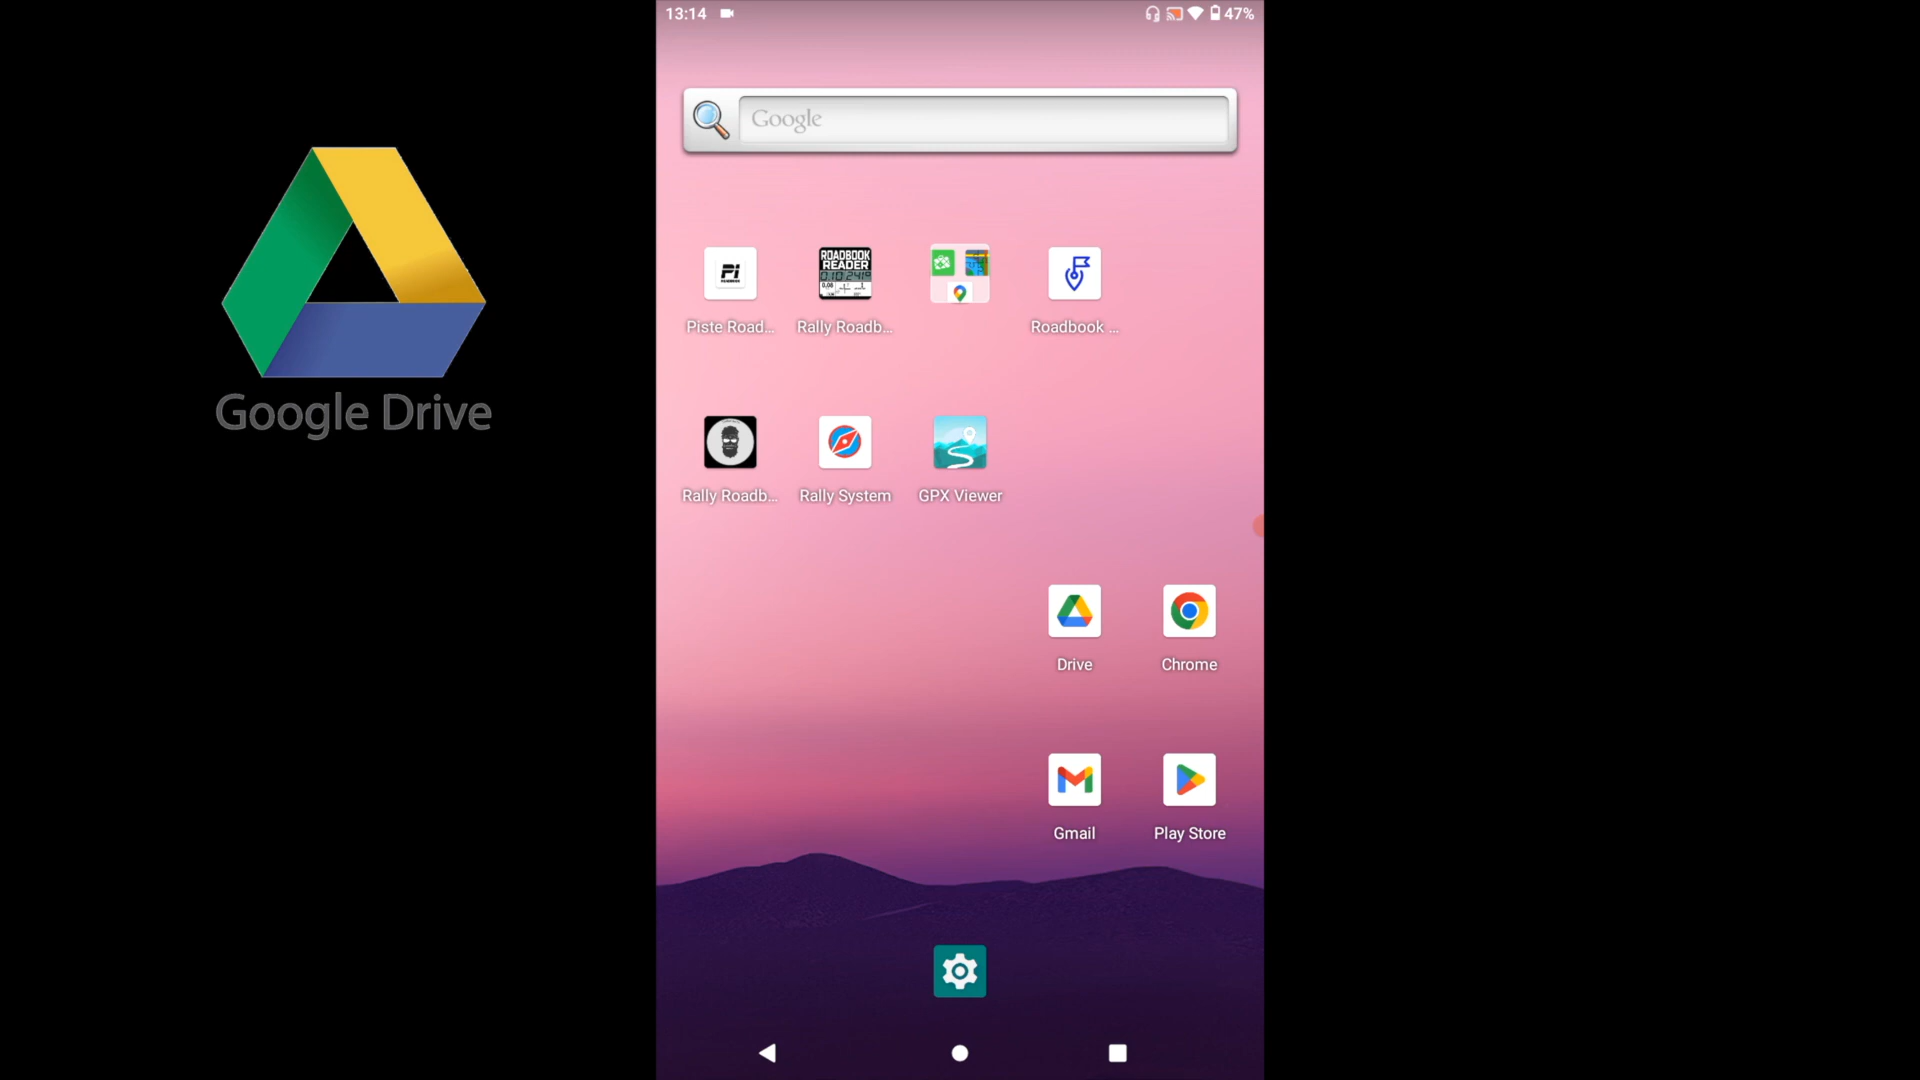 13:14
47%
Google
Google Drive
PI
ROADBOOK
READER
Piste Road...
Rally Roadb...
Roadbook ...
Rally Roadb...
Rally System
GPX Viewer
Drive
Chrome
Gmail
Play Store